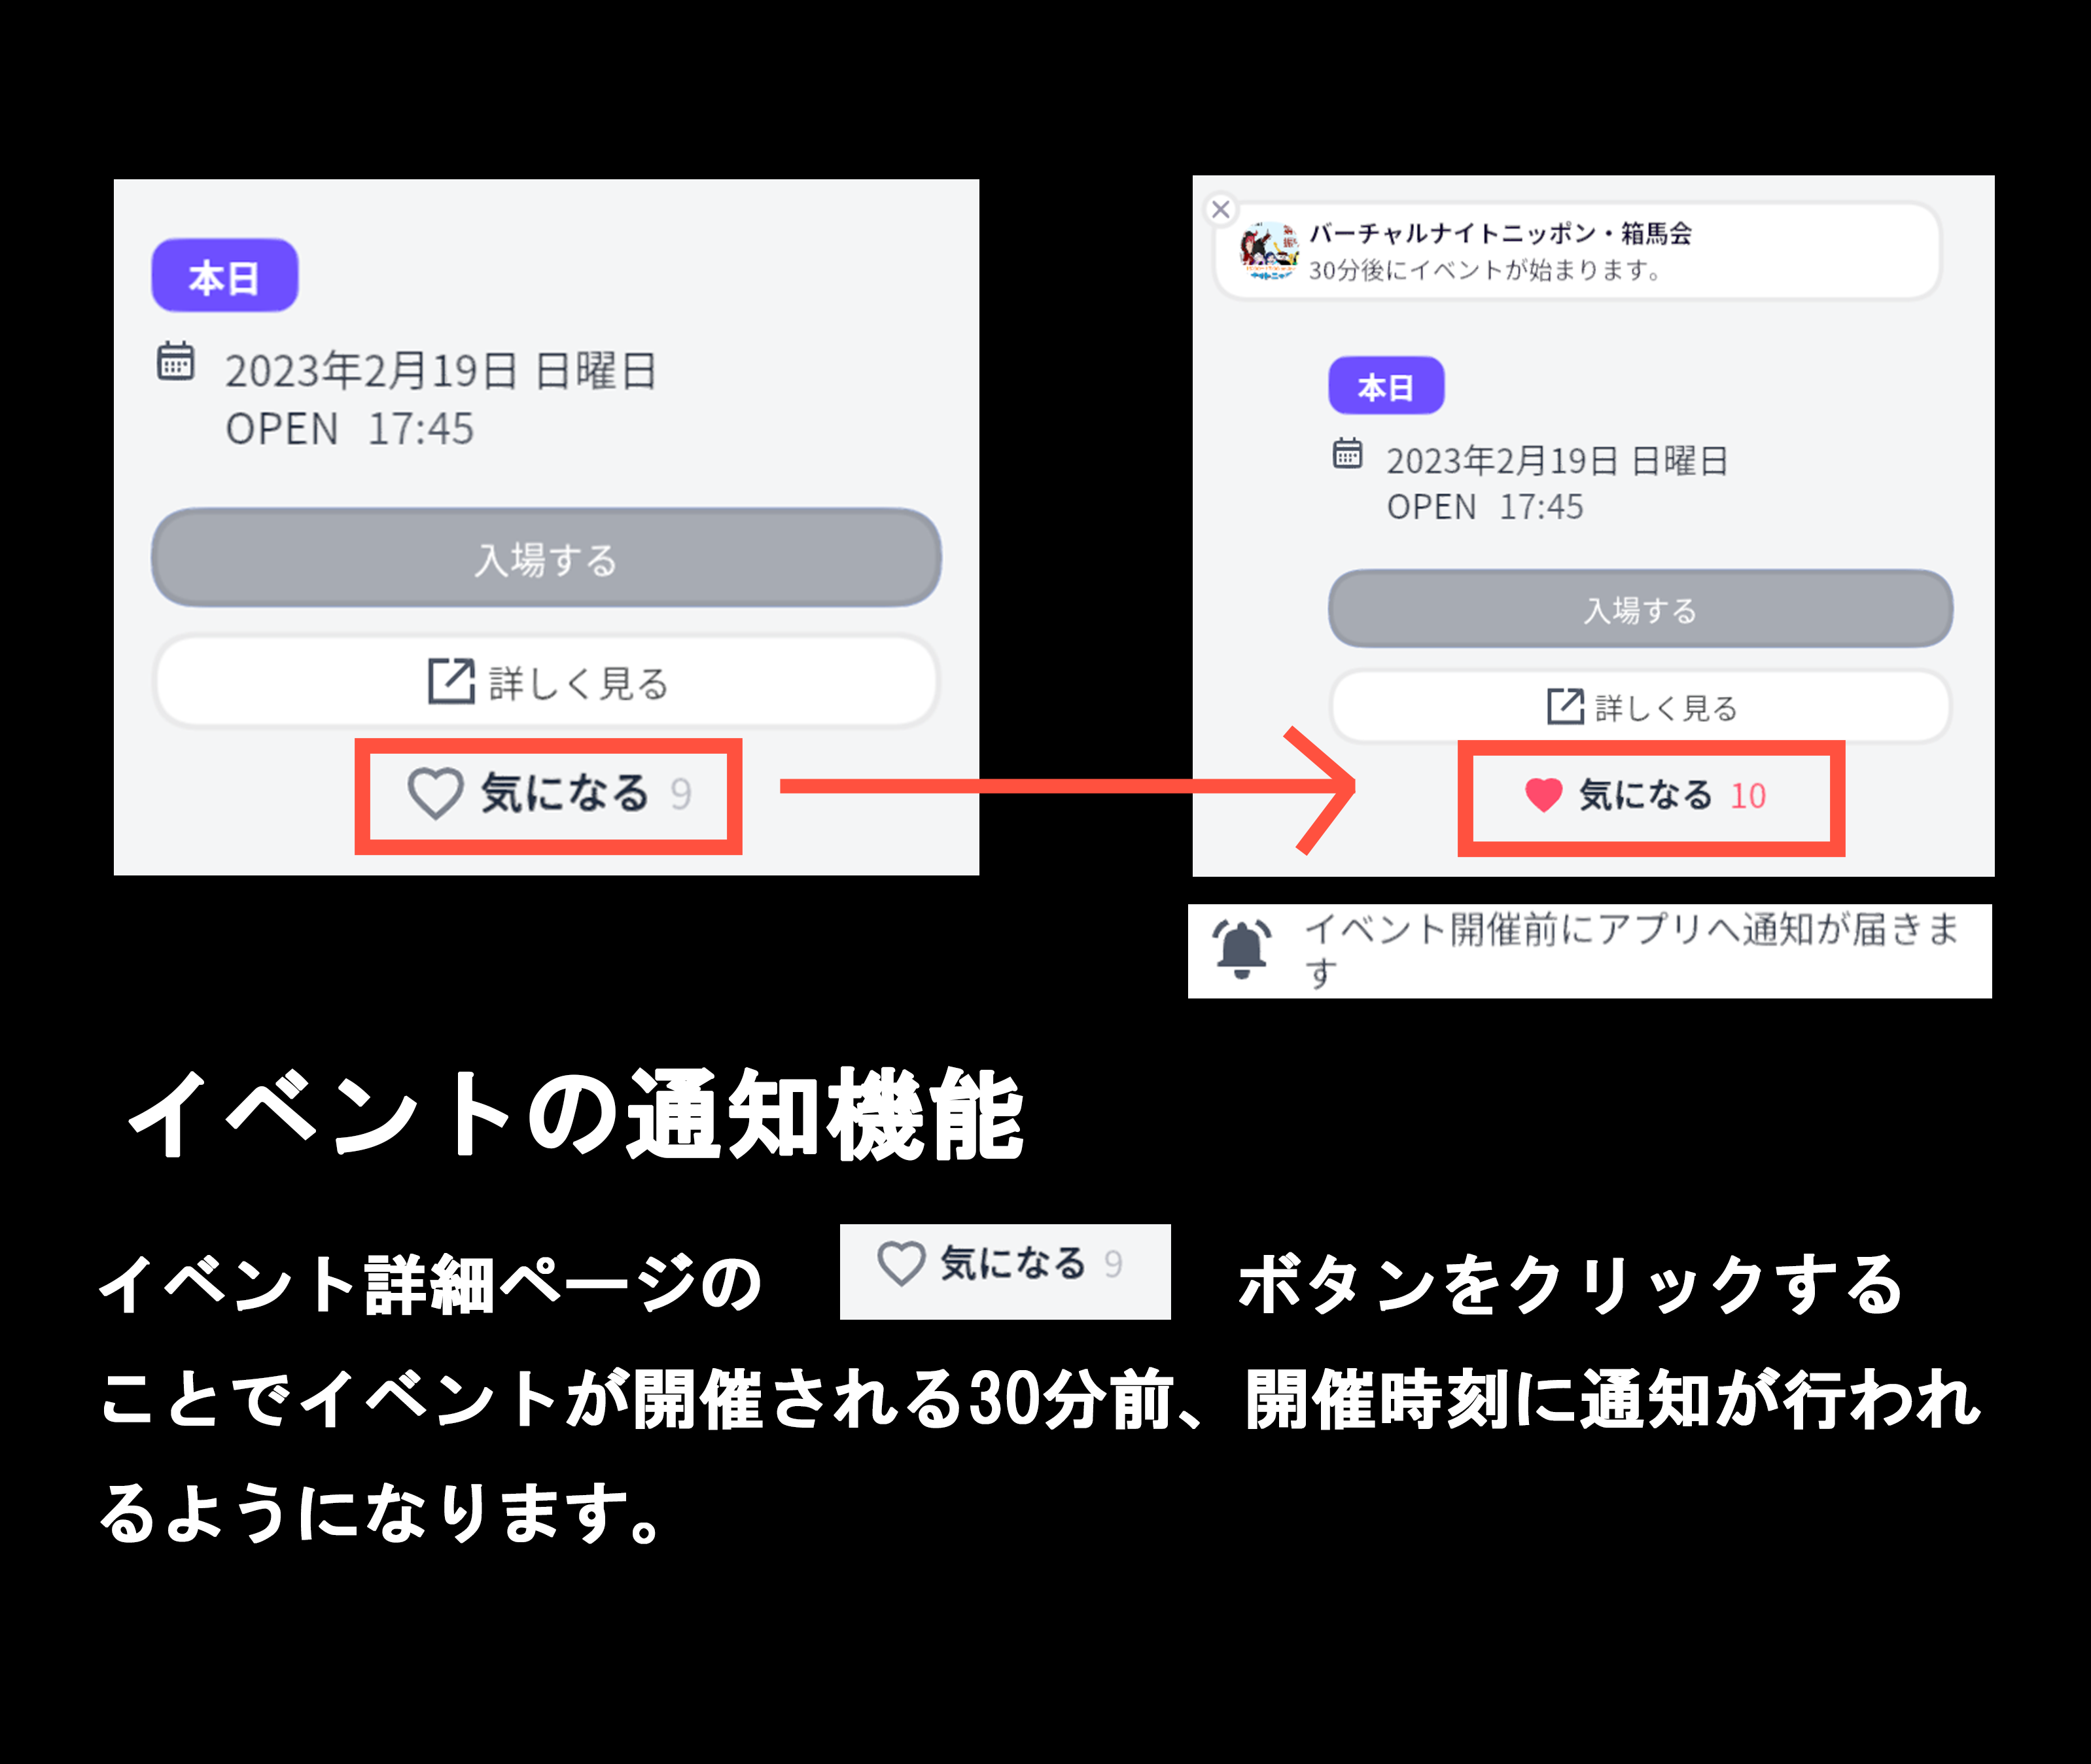 本日
2023年2月19日 日曜日
OPEN 17:45
入場する
詳しく見る
気になる 9
バーチャルナイトニッポン・箱馬会
30分後にイベントが始まります。
本日
2023年2月19日 日曜日
OPEN 17:45
入場する
詳しく見る
気になる 10
イベント開催前にアプリへ通知が届きま
す
イベントの通知機能
イベント詳細ページの 気になる 9 ボタンをクリックする
ことでイベントが開催される30分前、開催時刻に通知が行われ
るようになります。